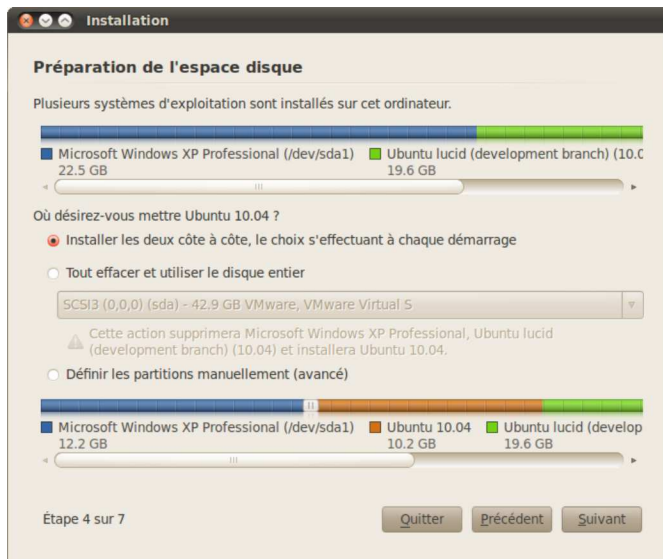 Installation
Préparation de l'espace disque
Plusieurs systèmes d'exploitation sont installés sur cet ordinateur.
Microsoft Windows XP Professional (/dev/sda1) Ubuntu lucid (development branch) (10.0
22.5 GB 19.6 GB
Où désirez-vous mettre Ubuntu 10.04 ?
Installer les deux côte à côte, le choix s'effectuant à chaque démarrage
Tout effacer et utiliser le disque entier
SCSI3 (0,0,0) (sda) - 42.9 GB VMware, VMware Virtual S
Cette action supprimera Microsoft Windows XP Professional, Ubuntu lucid
(development branch) (10.04) et installera Ubuntu 10.04.
Définir les partitions manuellement (avancé)
Microsoft Windows XP Professional (/dev/sda1) Ubuntu 10.04 Ubuntu lucid (develop
12.2 GB 10.2 GB 19.6 GB
Étape 4 sur 7 Quitter Précédent Suivant